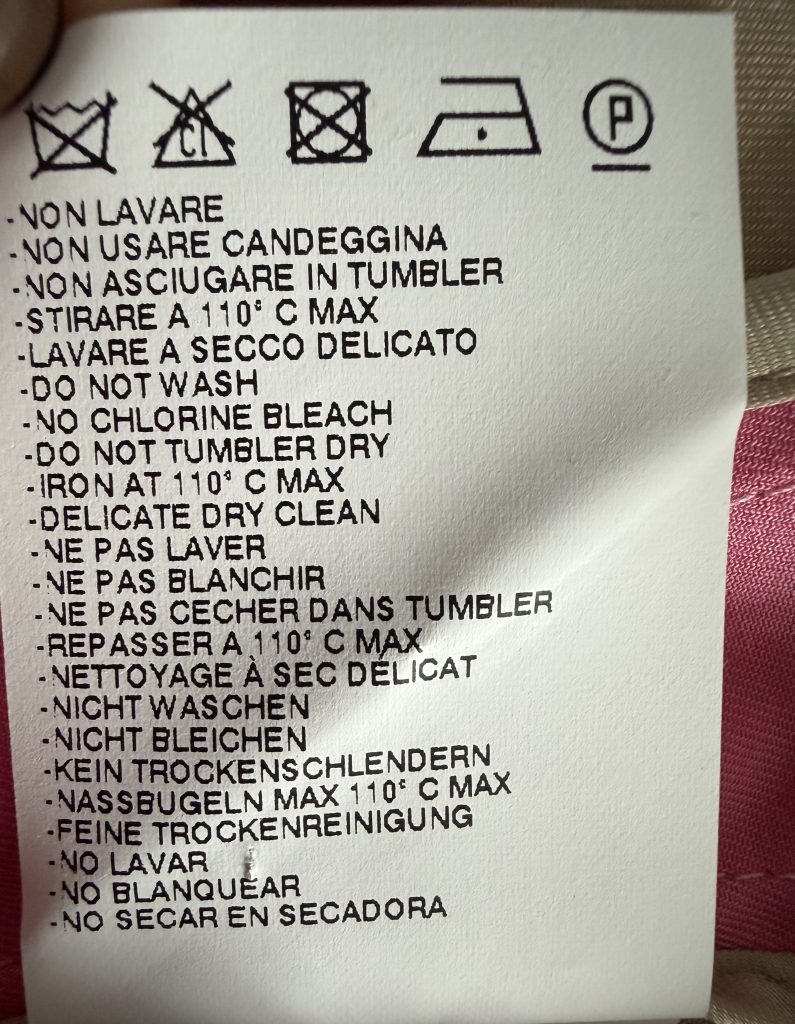 Cl P
-NON LAVARE
-NON USARE CANDEGGINA
-NON ASCIUGARE IN TUMBLER
-STIRARE A 110° C MAX
-LAVARE A SECCO DELICATO
-DO NOT WASH
-NO CHLORINE BLEACH
-DO NOT TUMBLER DRY
-IRON AT 110° C MAX
-DELICATE DRY CLEAN
-NE PAS LAVER
-NE PAS BLANCHIR
-NE PAS CECHER DANS TUMBLER
-REPASSER A 110° C MAX
-NETTOYAGE À SEC DÉLICAT
-NICHT WASCHEN
-NICHT BLEICHEN
-KEIN TROCKENSCHLENDERN
-NASSBUGELN MAX 110° C MAX
-FEINE TROCKENREINIGUNG
-NO LAVAR
-NO BLANQUEAR
-NO SECAR EN SECADORA